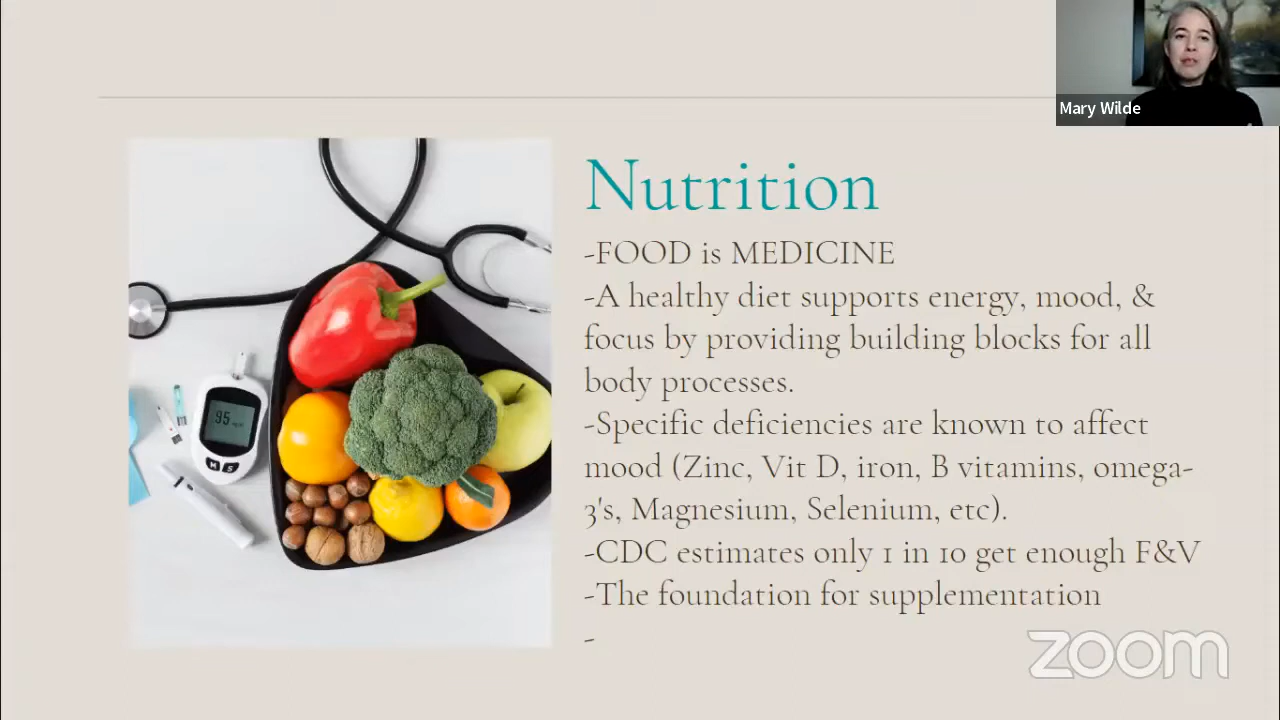 Mary Wilde
Nutrition
-FOOD is MEDICINE
-A healthy diet supports energy, mood, &
focus by providing building blocks for all
body processes.
-Specific deficiencies are known to affect
mood (Zinc, Vit D, iron, B vitamins, omega-
3's, Magnesium, Selenium, etc).
-CDC estimates only 1 in 10 get enough F&V
-The foundation for supplementation
-
95
M S
zoom